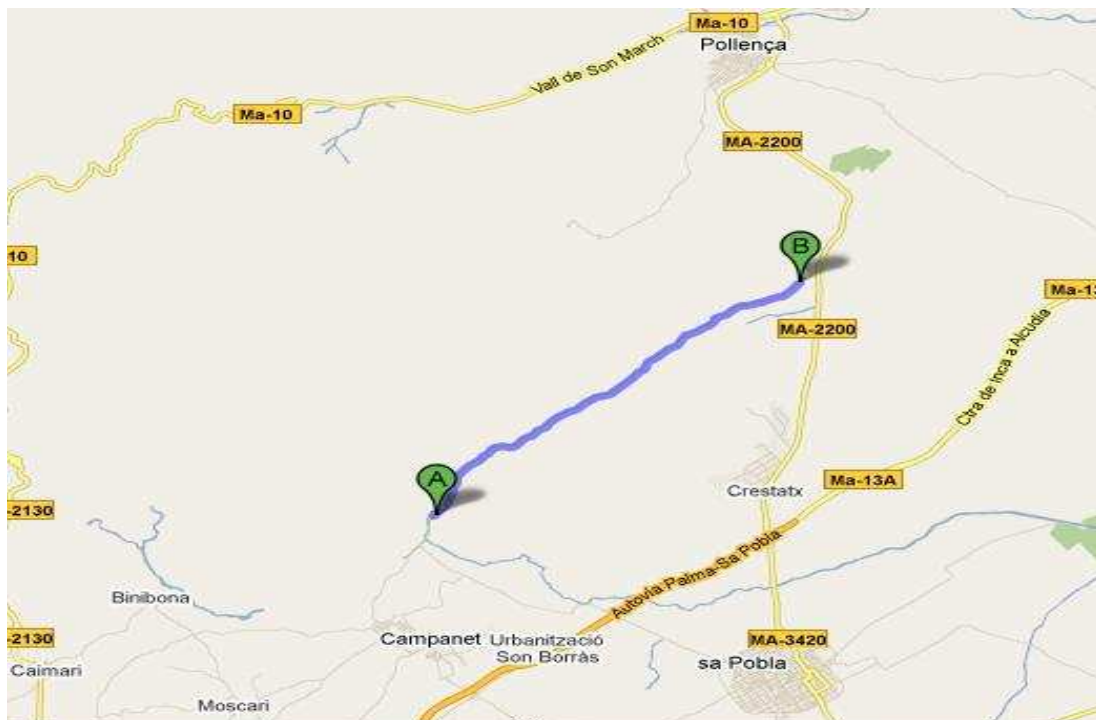 Ma-10
Pollença
Vall de Son March
Ma-10
MA-2200
10
B
Ma-13
MA-2200
Ctra de Inca a Alcudia
A
Ma-13A
Crestatx
-2130
Autovia Palma-Sa Pobla
Binibona
-2130
Campanet
Urbanització
Son Borràs
MA-3420
sa Pobla
Caimari
Moscari